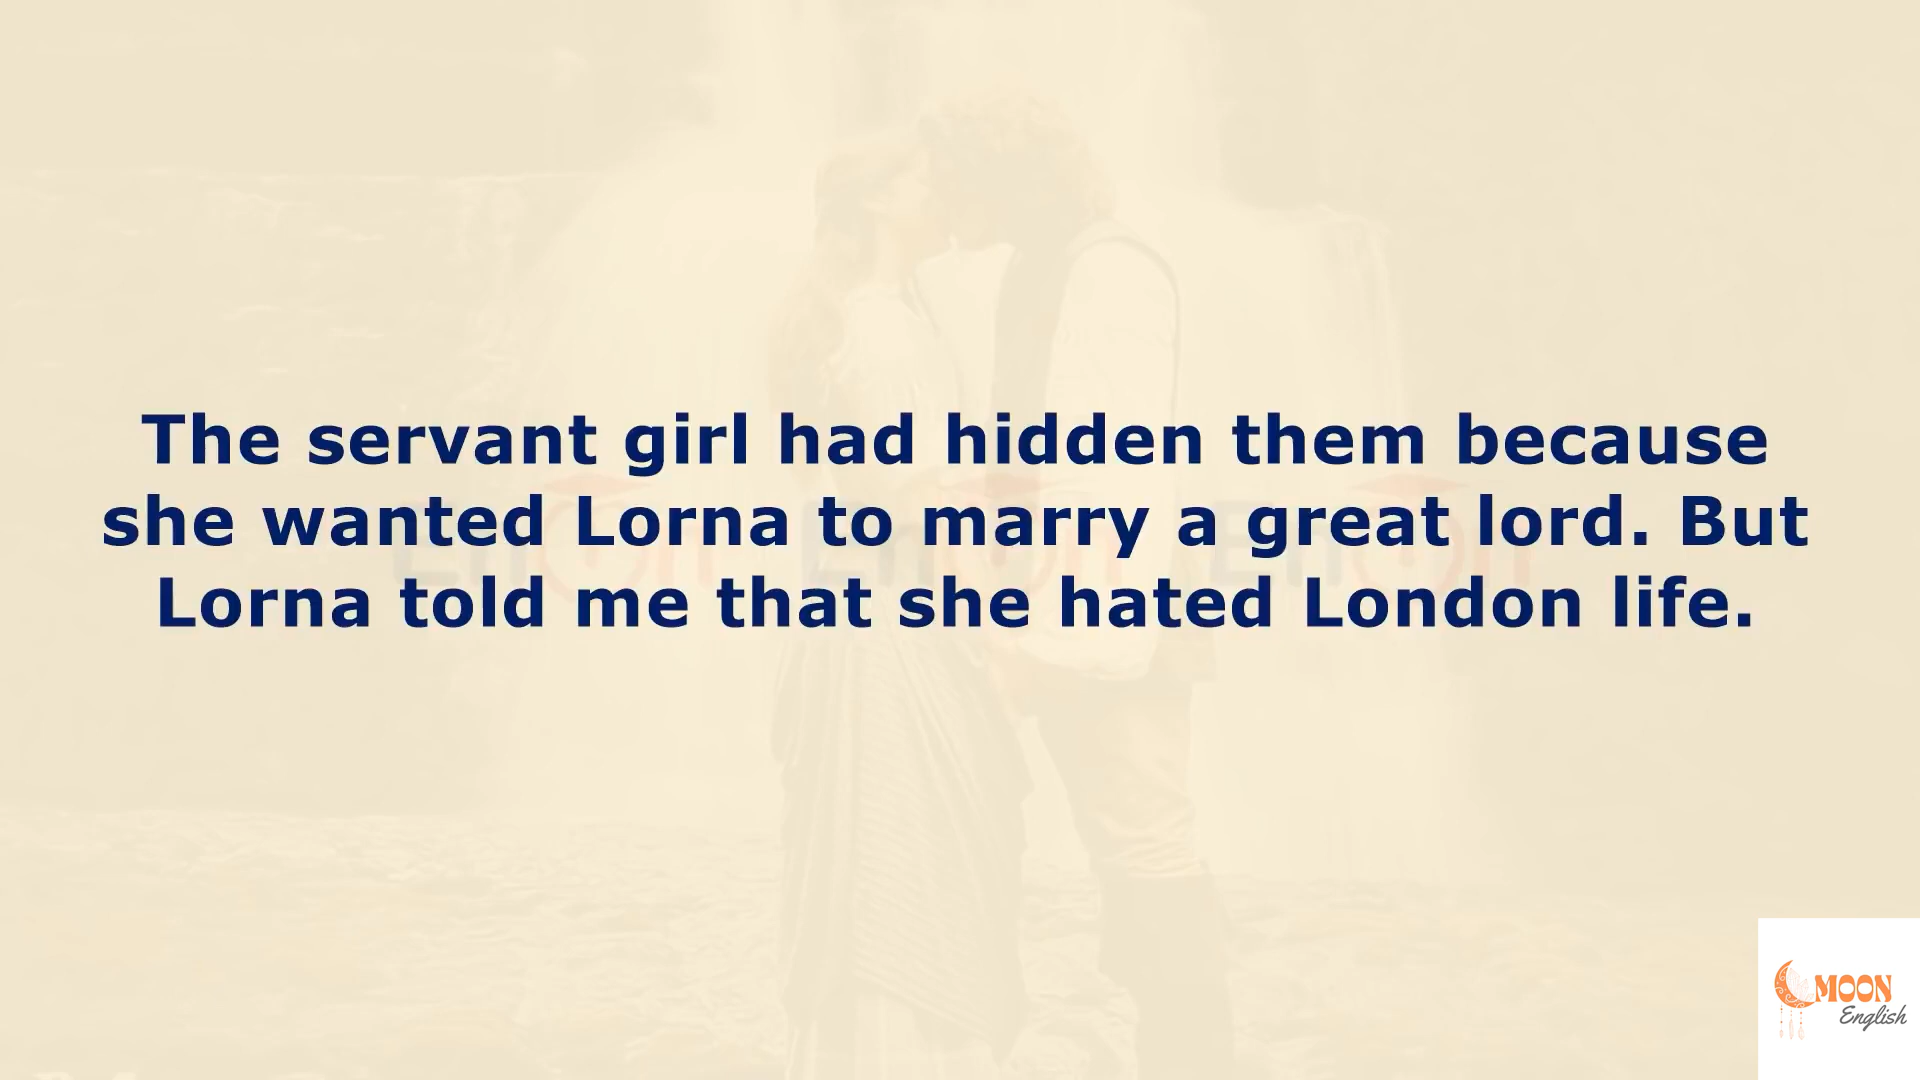 The servant girl had hidden them because
she wanted Lorna to marry a great lord. But
Lorna told me that she hated London life.
MOON
English